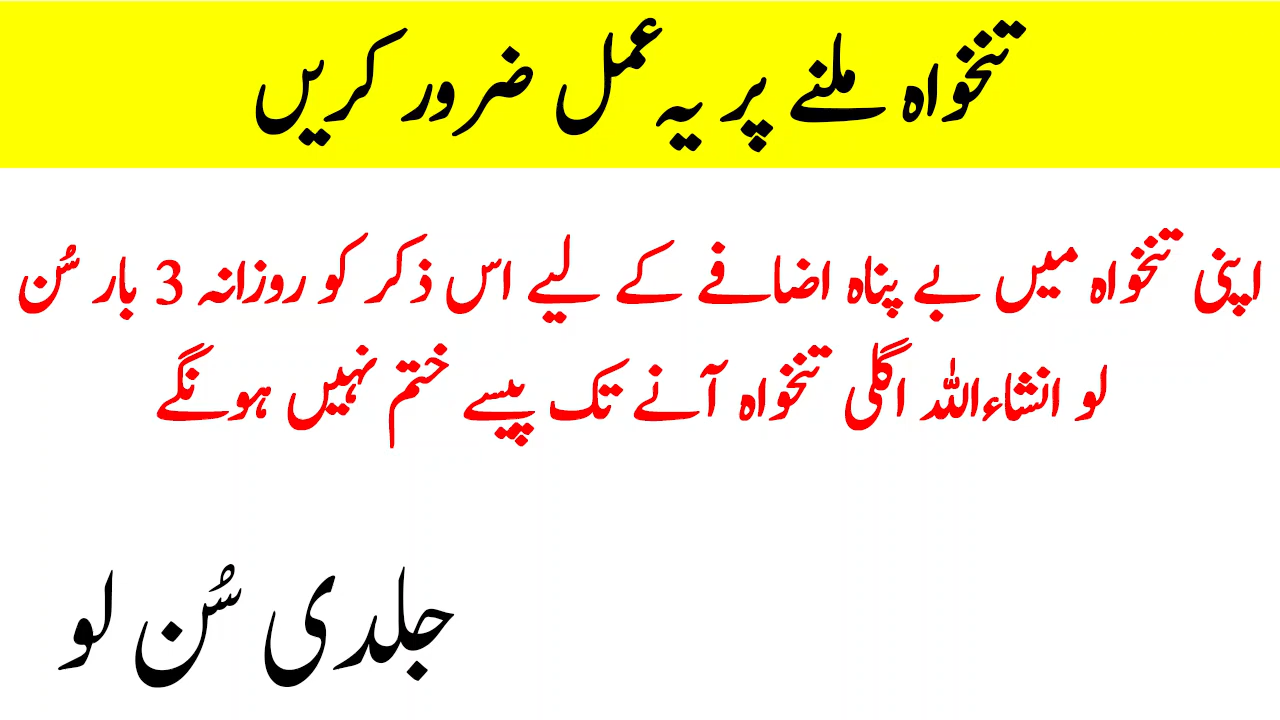 تنخواہ ملنے پر یہ عمل ضرور کریں
اپنی تنخواہ میں بے پناہ اضافے کے لیے اس ذکر کو روزانہ 3 بار سُن
لو انشاءاللہ اگلی تنخواہ آنے تک پیسے ختم نہیں ہونگے
جلدی سُن لو